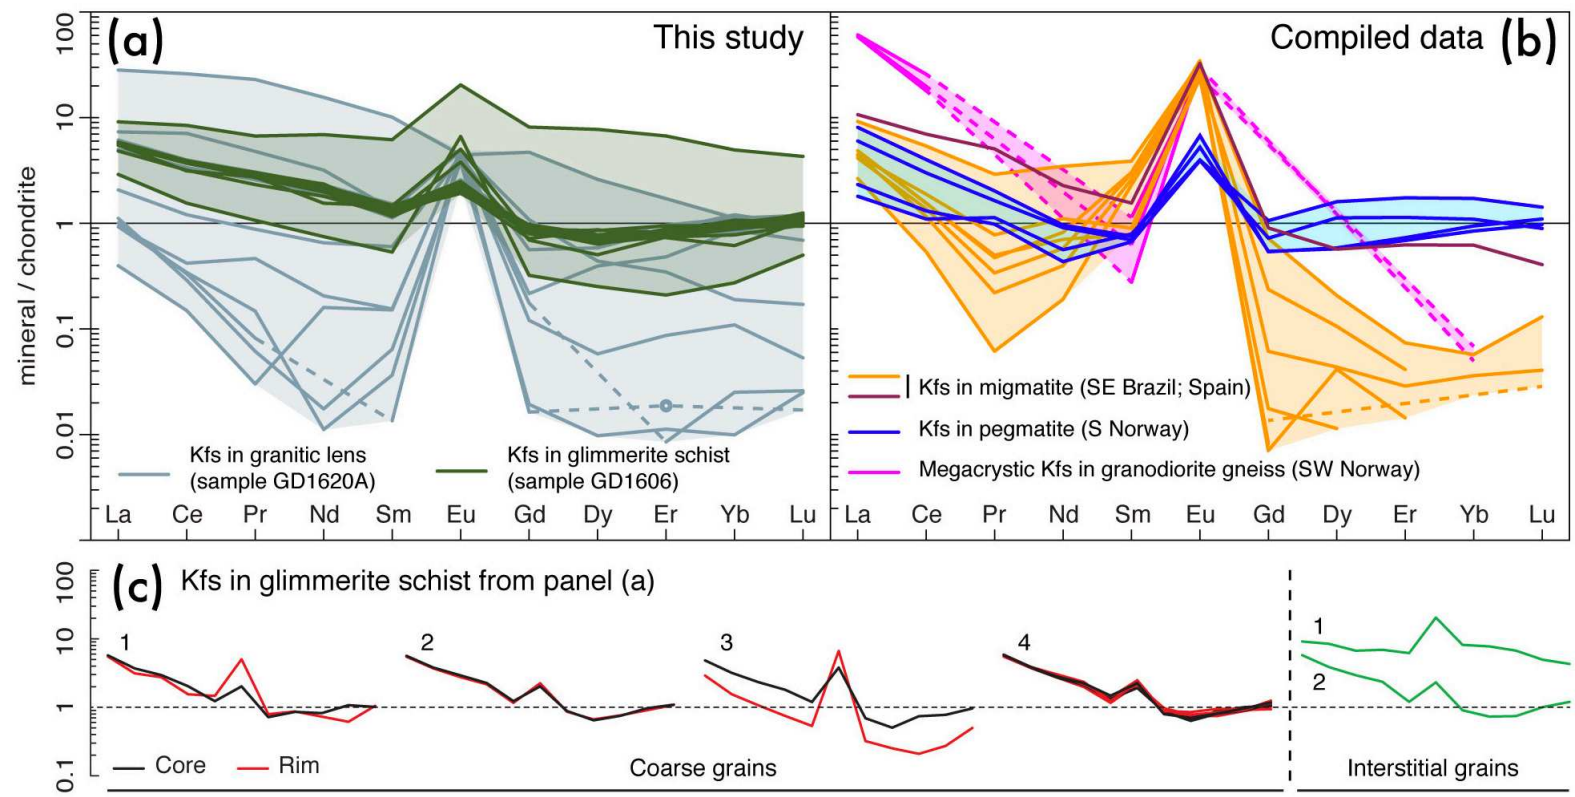 (a)
This study
Compiled data
(b)
mineral / chondrite
100
10
1
0.1
0.01
Kfs in granitic lens
(sample GD1620A)
Kfs in glimmerite schist
(sample GD1606)
Kfs in migmatite (SE Brazil; Spain)
Kfs in pegmatite (S Norway)
Megacrystic Kfs in granodiorite gneiss (SW Norway)
La Ce Pr Nd Sm Eu Gd Dy Er Yb Lu
La Ce Pr Nd Sm Eu Gd Dy Er Yb Lu
(c)
Kfs in glimmerite schist from panel (a)
100
10
1
0.1
1
2
3
4
1
2
Core
Rim
Coarse grains
Interstitial grains